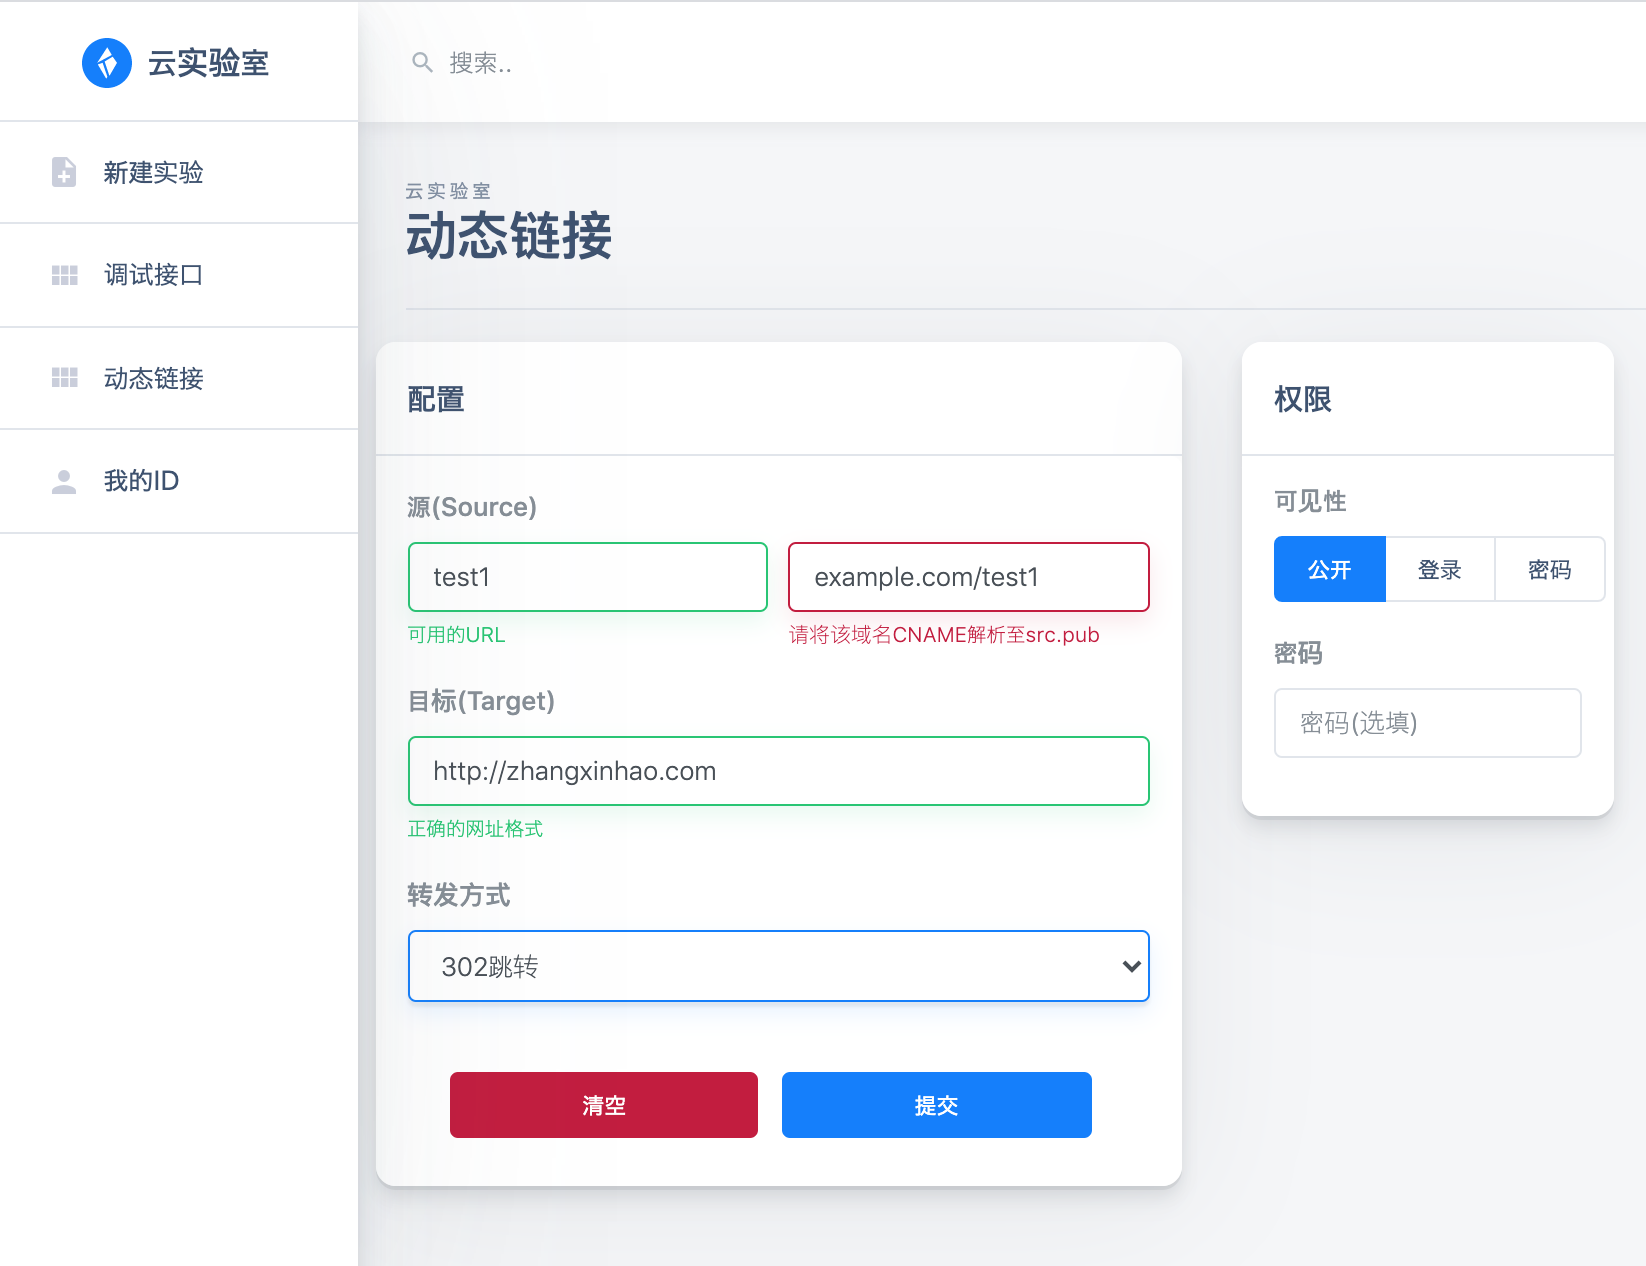 云实验室
搜索..
新建实验
调试接口
动态链接
我的ID
云实验室
动态链接
配置
源(Source)
test1
example.com/test1
可用的URL
请将该域名CNAME解析至src.pub
目标(Target)
http://zhangxinhao.com
正确的网址格式
转发方式
302跳转
清空
提交
权限
可见性
公开
登录
密码
密码
密码(选填)